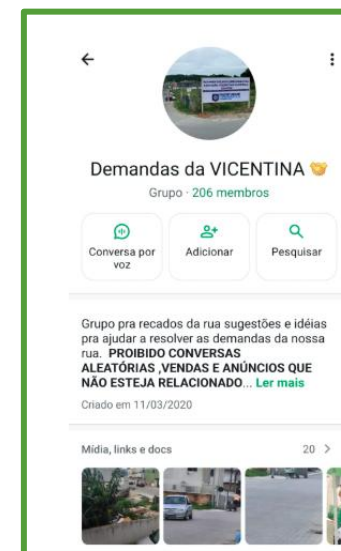 Demandas da VICENTINA 🤝
Grupo · 206 membros
Conversa por
voz
Adicionar
Pesquisar
Grupo pra recados da rua sugestões e idéias
pra ajudar a resolver as demandas da nossa
rua. PROIBIDO CONVERSAS
ALEATÓRIAS ,VENDAS E ANÚNCIOS QUE
NÃO ESTEJA RELACIONADO... Ler mais
Criado em 11/03/2020
Mídia, links e docs
20 >